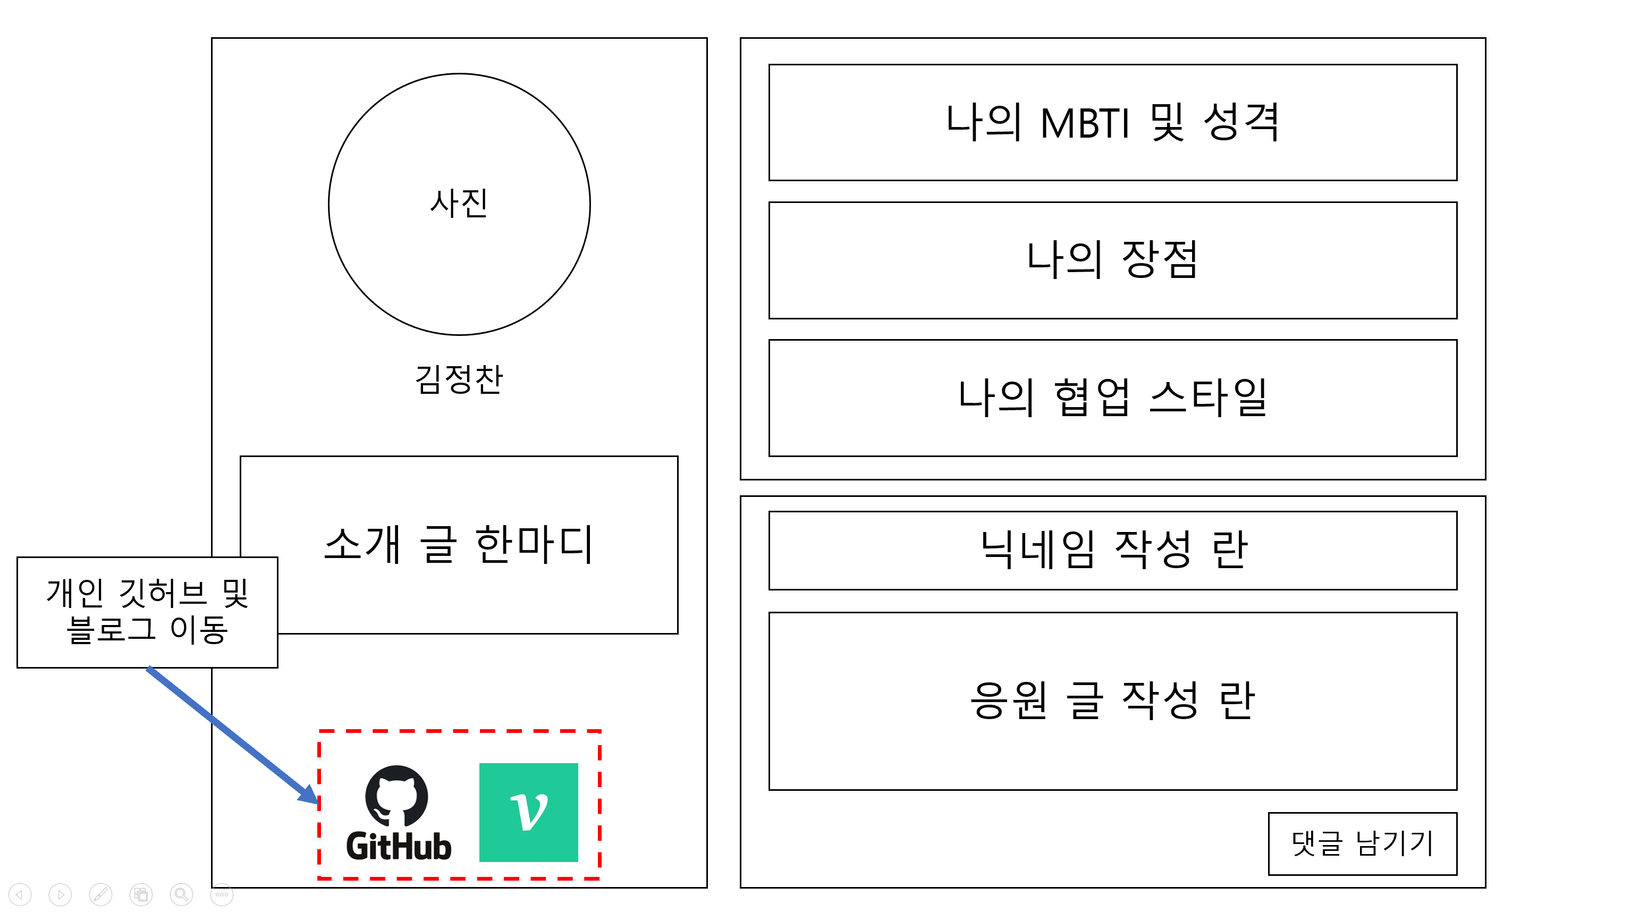 사진
김정찬
소개 글 한마디
개인 깃허브 및
블로그 이동
GitHub
v
나의 MBTI 및 성격
나의 장점
나의 협업 스타일
닉네임 작성 란
응원 글 작성 란
댓글 남기기